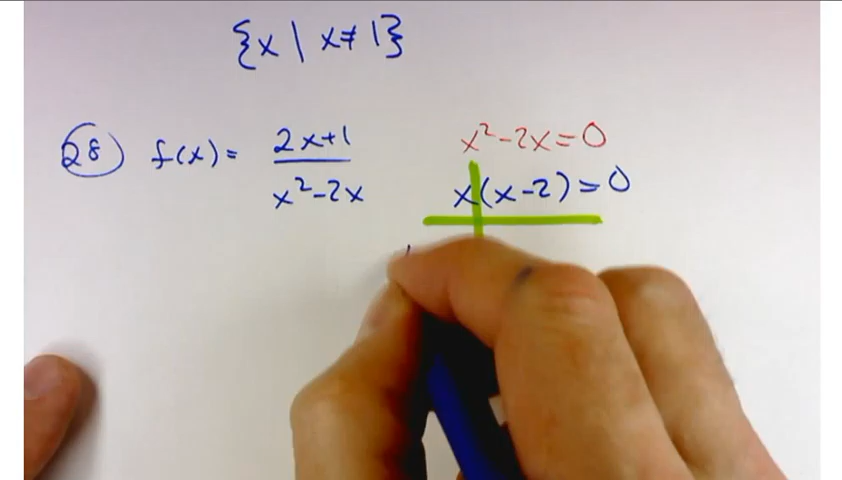 {x | x≠1}
28 f(x) = (2x+1)/(x²-2x)
x²-2x=0
x(x-2)=0